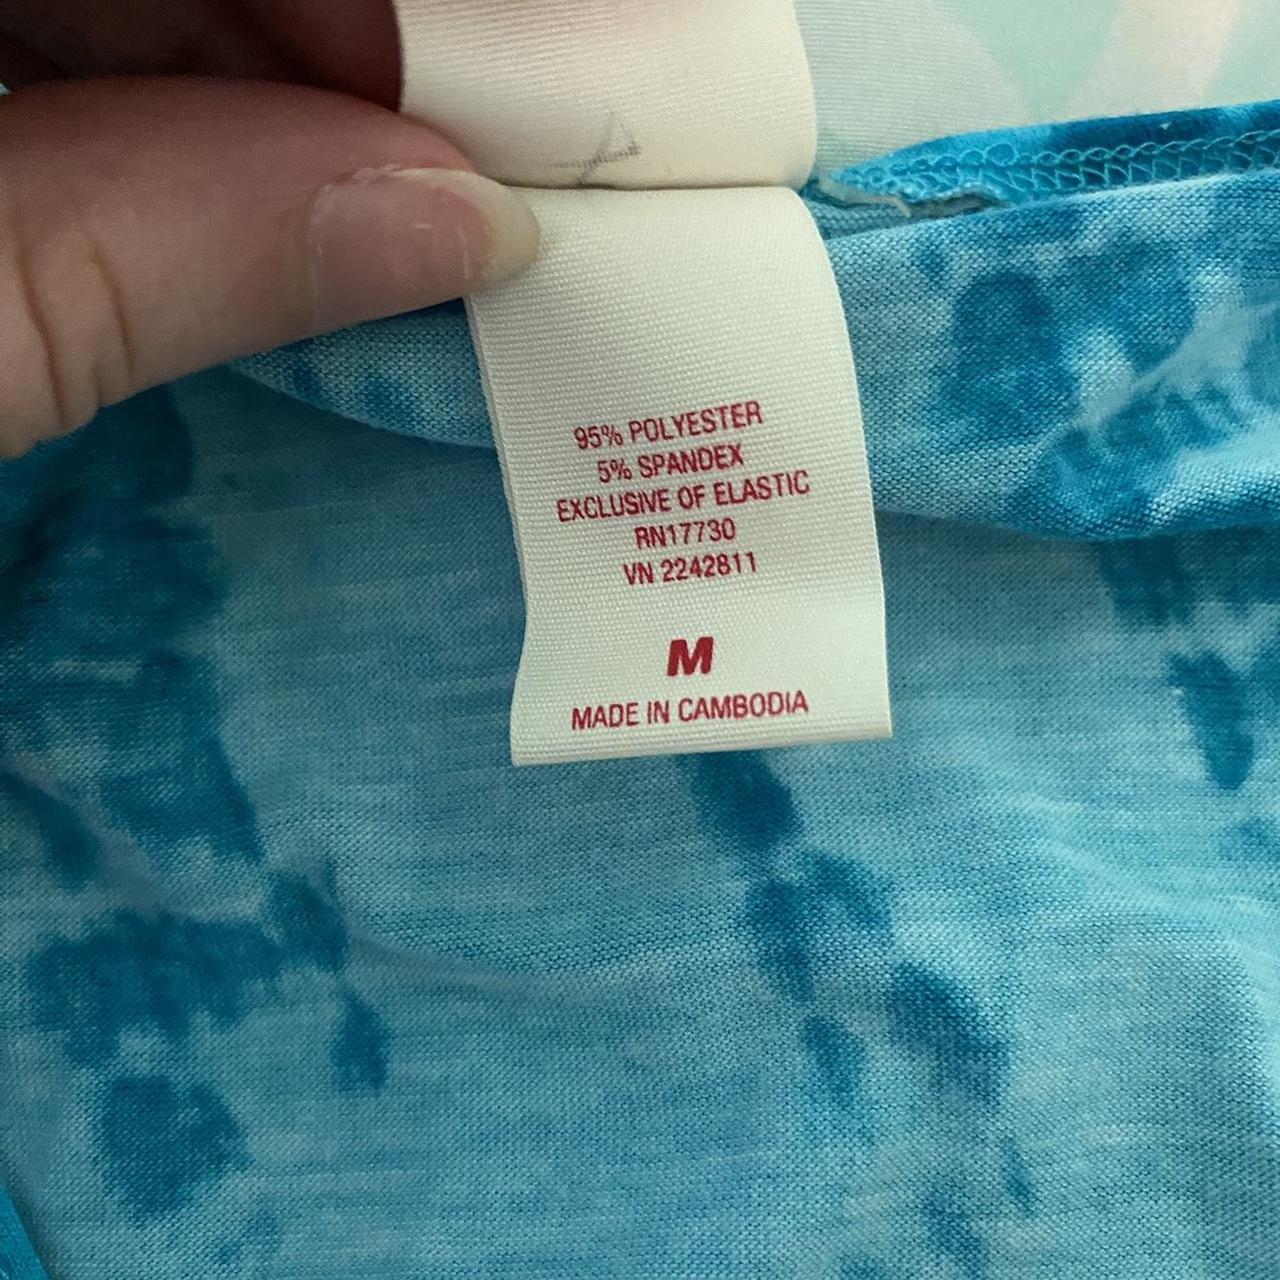 95% POLYESTER
5% SPANDEX
EXCLUSIVE OF ELASTIC
RN17730
VN 2242811
M
MADE IN CAMBODIA